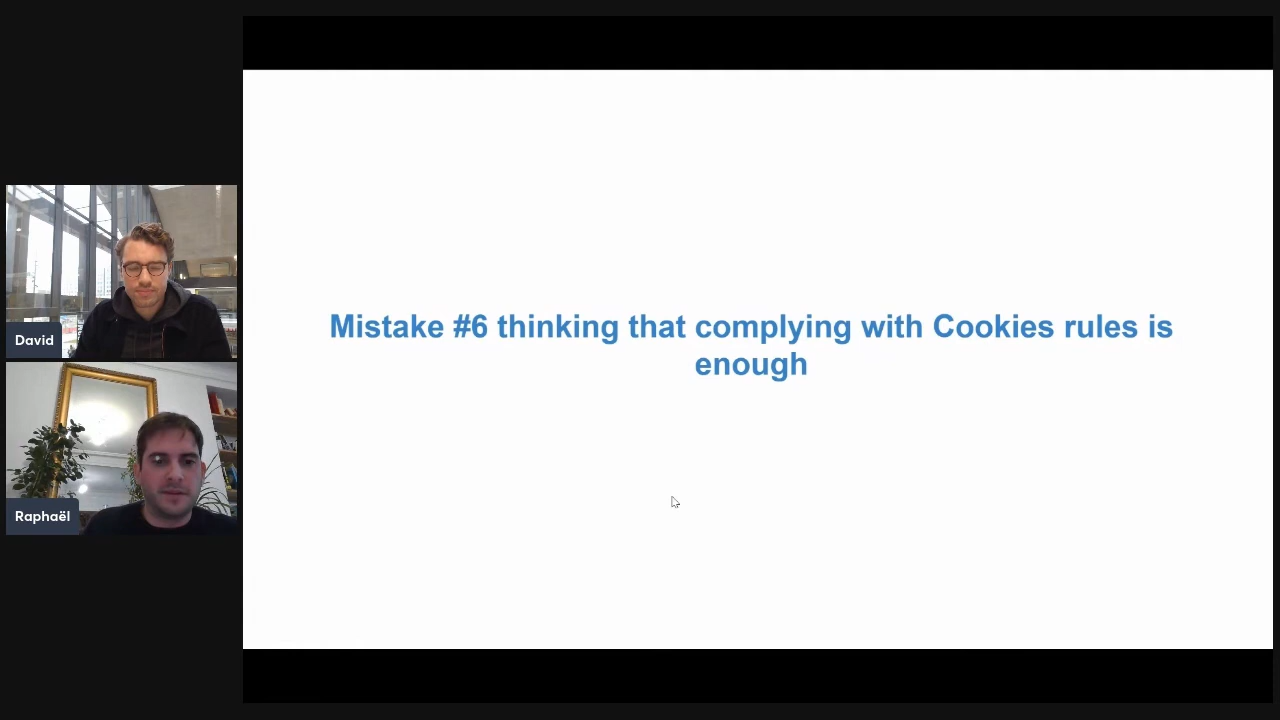 David
Raphaël
Mistake #6 thinking that complying with Cookies rules is
enough